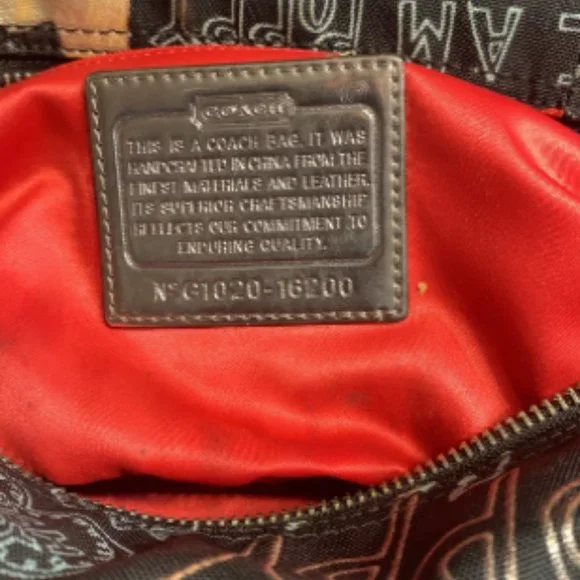 AM
COACH
THIS IS A COACH BAG. IT WAS
HANDCRAFTED IN CHINA FROM THE
FINEST MATERIALS AND LEATHER.
ITS SUPERIOR CRAFTSMANSHIP
REFLECTS OUR COMMITMENT TO
ENDURING QUALITY.
Nº G1020-16200